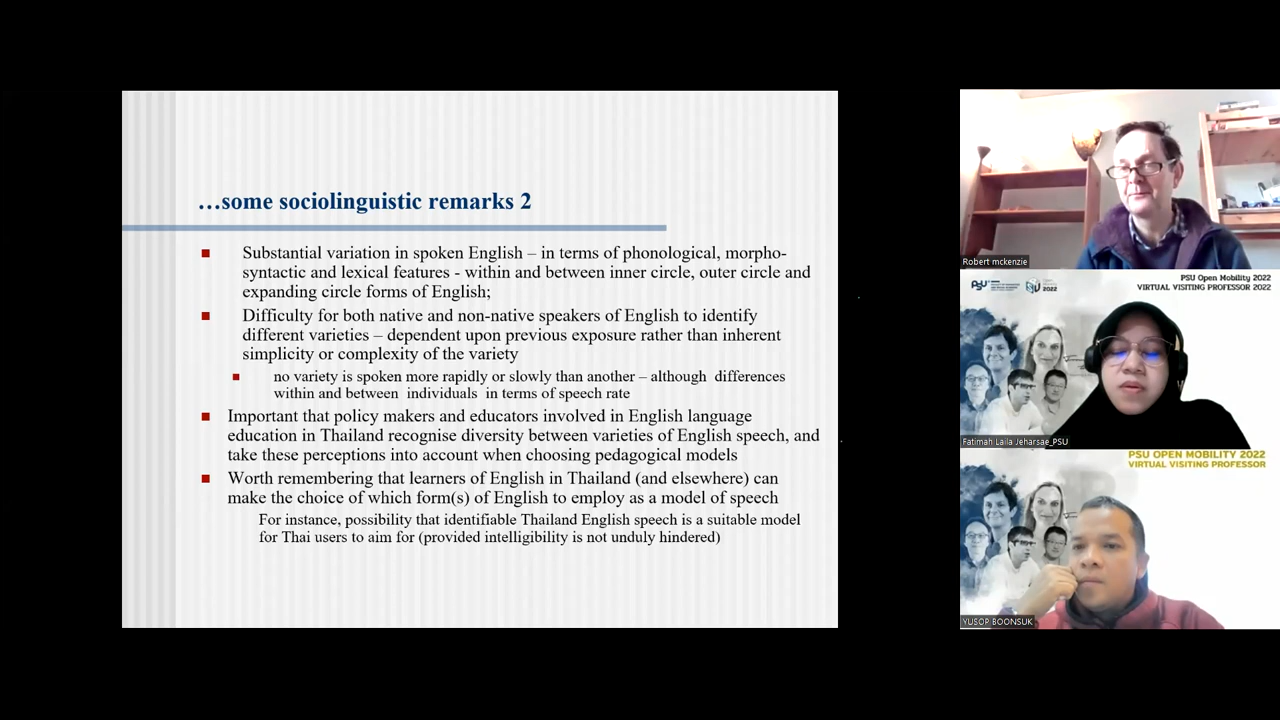 …some sociolinguistic remarks 2
Substantial variation in spoken English – in terms of phonological, morpho-
syntactic and lexical features - within and between inner circle, outer circle and
expanding circle forms of English;
Difficulty for both native and non-native speakers of English to identify
different varieties – dependent upon previous exposure rather than inherent
simplicity or complexity of the variety
no variety is spoken more rapidly or slowly than another – although differences
within and between individuals in terms of speech rate
Important that policy makers and educators involved in English language
education in Thailand recognise diversity between varieties of English speech, and
take these perceptions into account when choosing pedagogical models
Worth remembering that learners of English in Thailand (and elsewhere) can
make the choice of which form(s) of English to employ as a model of speech
For instance, possibility that identifiable Thailand English speech is a suitable model
for Thai users to aim for (provided intelligibility is not unduly hindered)
Robert mckenzie
PSU
2022
PSU Open Mobility 2022
VIRTUAL VISITING PROFESSOR 2022
Fatimah Laila Jeharsae_PSU
PSU OPEN MOBILITY 2022
VIRTUAL VISITING PROFESSOR
YUSOP BOONSUK